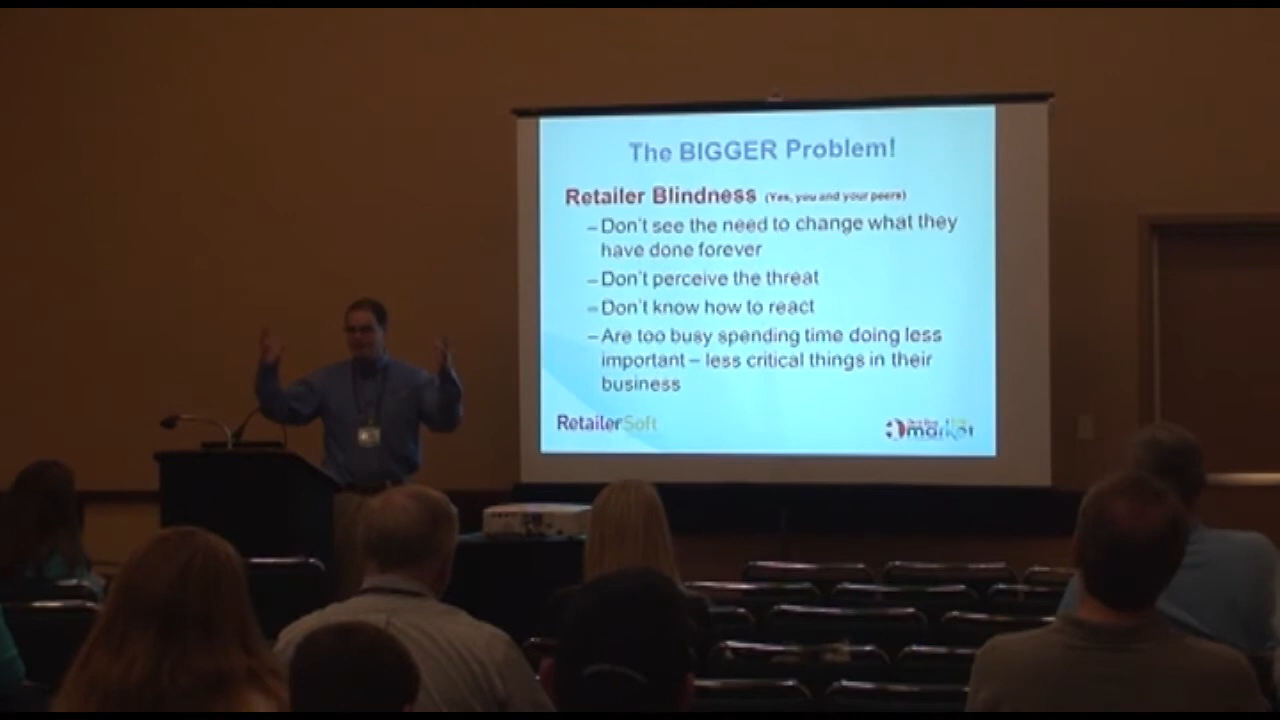 The BIGGER Problem!
Retailer Blindness (Yes, you and your peers)
– Don't see the need to change what they
have done forever
– Don't perceive the threat
– Don't know how to react
– Are too busy spending time doing less
important – less critical things in their
business
RetailerSoft
market